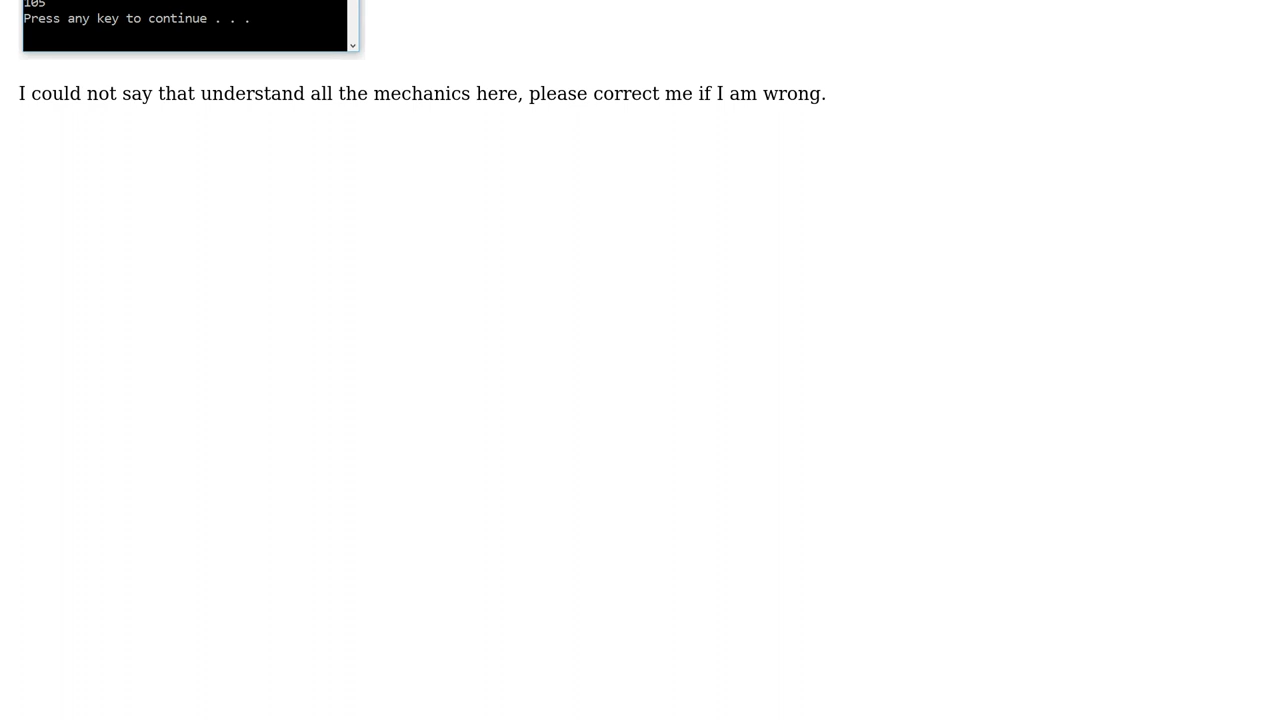 105
Press any key to continue . . .
I could not say that understand all the mechanics here, please correct me if I am wrong.